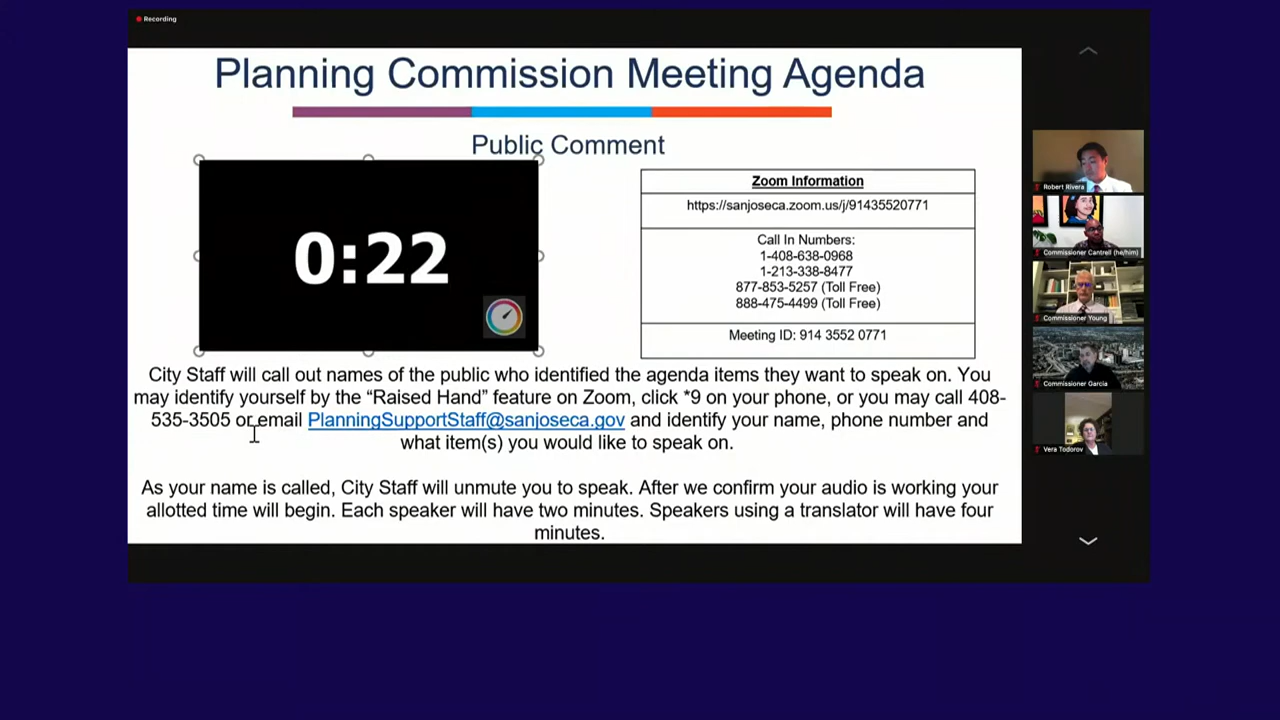 Recording
Planning Commission Meeting Agenda
Public Comment
0:22
Zoom Information
https://sanjoseca.zoom.us/j/91435520771
Call In Numbers:
1-408-638-0968
1-213-338-8477
877-853-5257 (Toll Free)
888-475-4499 (Toll Free)
Meeting ID: 914 3552 0771
City Staff will call out names of the public who identified the agenda items they want to speak on. You
may identify yourself by the “Raised Hand” feature on Zoom, click *9 on your phone, or you may call 408-
535-3505 or email PlanningSupportStaff@sanjoseca.gov and identify your name, phone number and
what item(s) you would like to speak on.
As your name is called, City Staff will unmute you to speak. After we confirm your audio is working your
allotted time will begin. Each speaker will have two minutes. Speakers using a translator will have four
minutes.
Robert Rivera
Commissioner Cantrell (he/him)
Commissioner Young
Commissioner Garcia
Vera Todorov